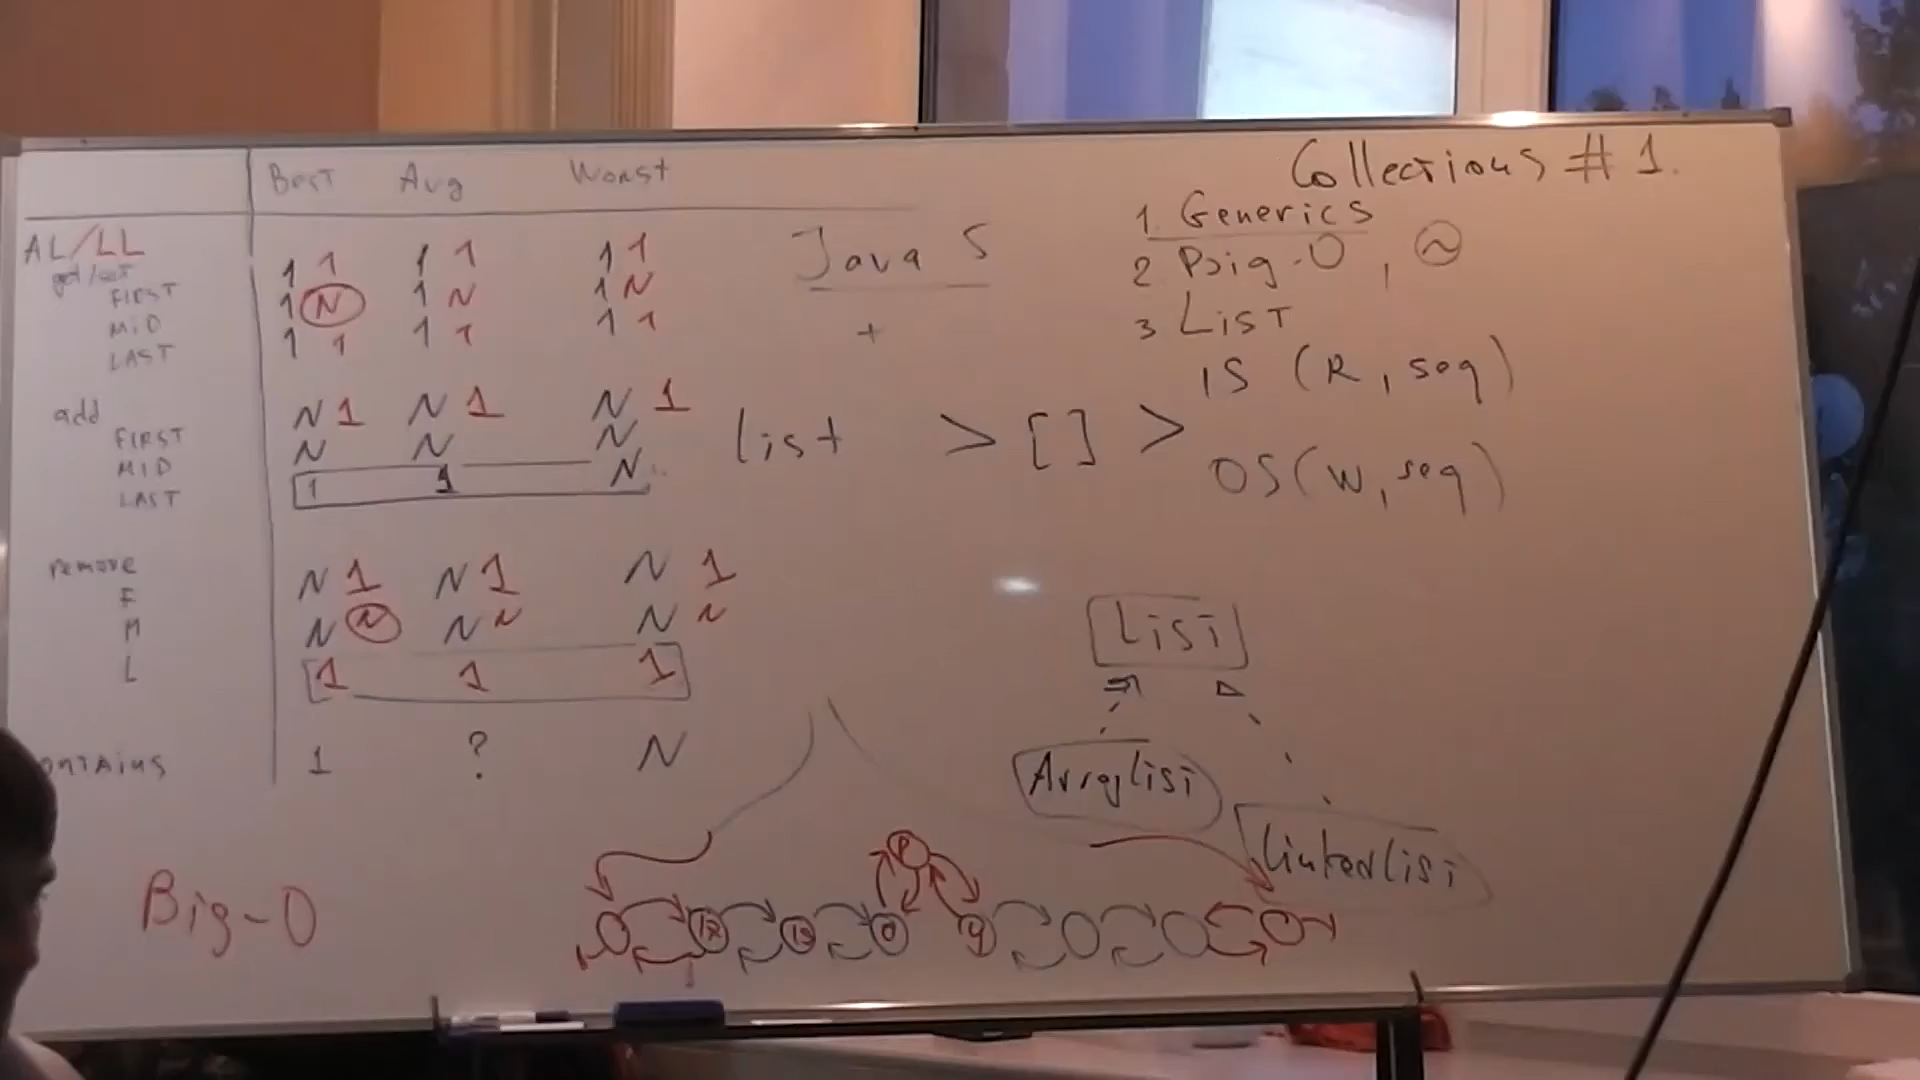 Best Avg Worst
AL/LL
get/set 1 1 1 1 1 1
FIRST 1 N 1 N 1 N
MID 1 1 1 1 1 1
LAST
add N 1 N 1 N 1
FIRST N N N
MID 1 1 N
LAST
remove N 1 N 1 N 1
F
M N N N N N N
L 1 1 1
ontains 1 ? N
Big-O
Java 5
+
list > [ ] >
Collections # 1.
1. Generics
2 Big-O, ~
3 List
IS (R, seq)
OS (W, seq)
List
ArrayList
LinkedList